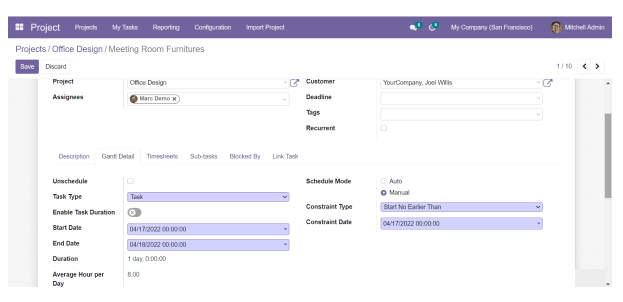 Project Projects My Tasks Reporting Configuration Import Project My Company (San Francisco) Mitchell Admin
Projects / Office Design / Meeting Room Furnitures
Save Discard 1 / 10
Project Office Design Customer YourCompany, Joel Willis
Assignees Marc Demo x Deadline
Tags
Recurrent
Description Gantt Detail Timesheets Sub-tasks Blocked By Link Task
Unschedule Schedule Mode Auto
Manual
Task Type Task Constraint Type Start No Earlier Than
Enable Task Duration Constraint Date 04/17/2022 00:00:00
Start Date 04/17/2022 00:00:00
End Date 04/18/2022 00:00:00
Duration 1 day, 0:00:00
Average Hour per 8.00
Day